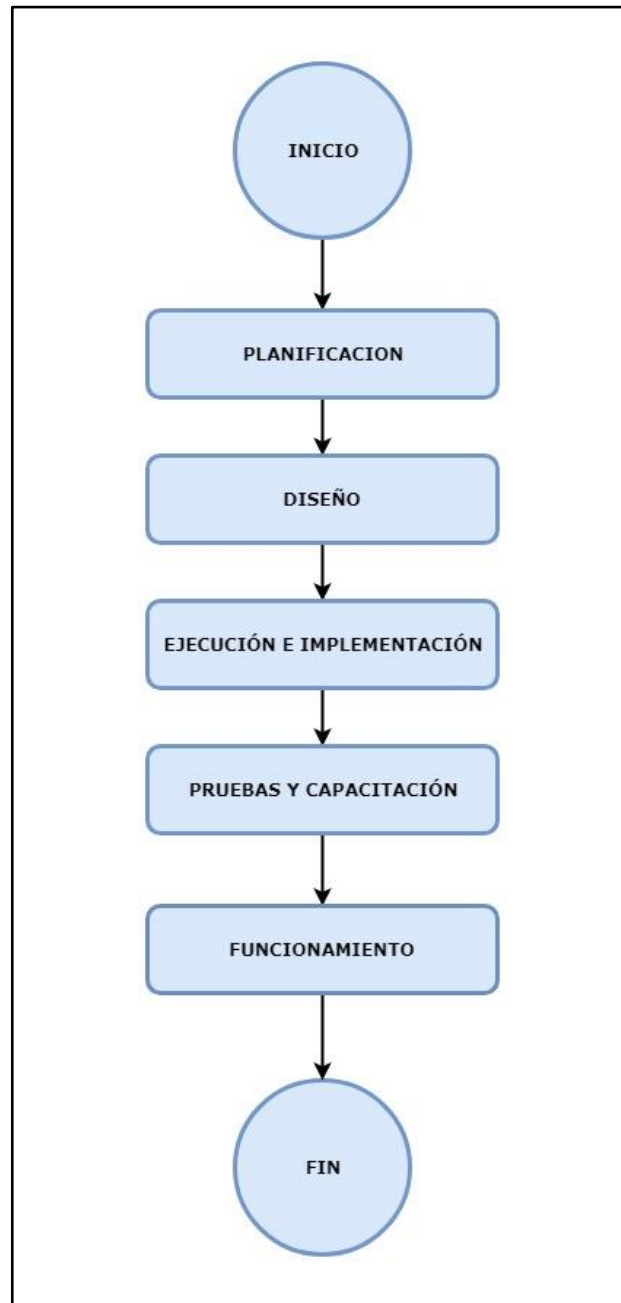 INICIO
PLANIFICACION
DISEÑO
EJECUCIÓN E IMPLEMENTACIÓN
PRUEBAS Y CAPACITACIÓN
FUNCIONAMIENTO
FIN